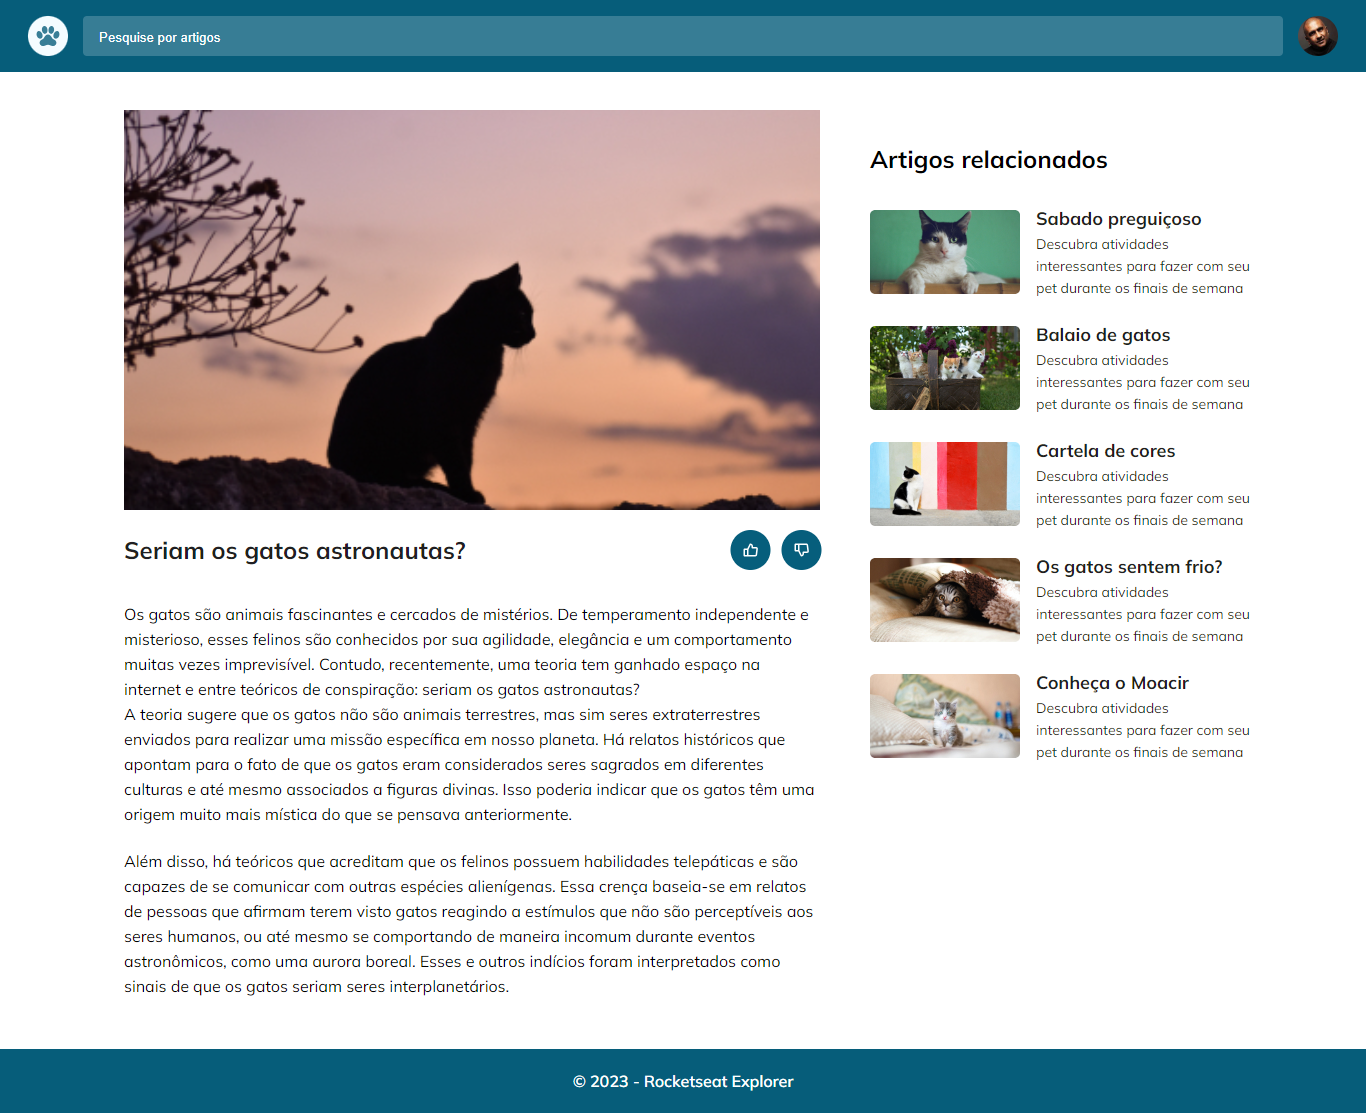 Pesquise por artigos
Seriam os gatos astronautas?
Os gatos são animais fascinantes e cercados de mistérios. De temperamento independente e
misterioso, esses felinos são conhecidos por sua agilidade, elegância e um comportamento
muitas vezes imprevisível. Contudo, recentemente, uma teoria tem ganhado espaço na
internet e entre teóricos de conspiração: seriam os gatos astronautas?
A teoria sugere que os gatos não são animais terrestres, mas sim seres extraterrestres
enviados para realizar uma missão específica em nosso planeta. Há relatos históricos que
apontam para o fato de que os gatos eram considerados seres sagrados em diferentes
culturas e até mesmo associados a figuras divinas. Isso poderia indicar que os gatos têm uma
origem muito mais mística do que se pensava anteriormente.
Além disso, há teóricos que acreditam que os felinos possuem habilidades telepáticas e são
capazes de se comunicar com outras espécies alienígenas. Essa crença baseia-se em relatos
de pessoas que afirmam terem visto gatos reagindo a estímulos que não são perceptíveis aos
seres humanos, ou até mesmo se comportando de maneira incomum durante eventos
astronômicos, como uma aurora boreal. Esses e outros indícios foram interpretados como
sinais de que os gatos seriam seres interplanetários.
Artigos relacionados
Sabado preguiçoso
Descubra atividades
interessantes para fazer com seu
pet durante os finais de semana
Balaio de gatos
Descubra atividades
interessantes para fazer com seu
pet durante os finais de semana
Cartela de cores
Descubra atividades
interessantes para fazer com seu
pet durante os finais de semana
Os gatos sentem frio?
Descubra atividades
interessantes para fazer com seu
pet durante os finais de semana
Conheça o Moacir
Descubra atividades
interessantes para fazer com seu
pet durante os finais de semana
© 2023 - Rocketseat Explorer